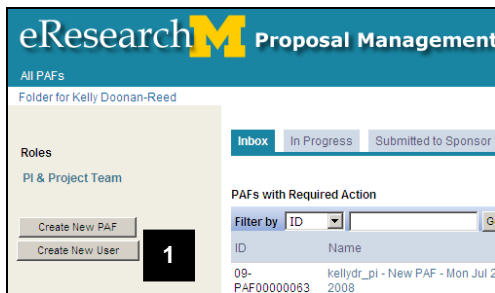 eResearch M Proposal Management
All PAFs
Folder for Kelly Doonan-Reed
Inbox In Progress Submitted to Sponsor
Roles
PI & Project Team
PAFs with Required Action
Create New PAF
Filter by ID
Create New User
1
ID Name
09-PAF00000063
kellydr_pi - New PAF - Mon Jul
2008